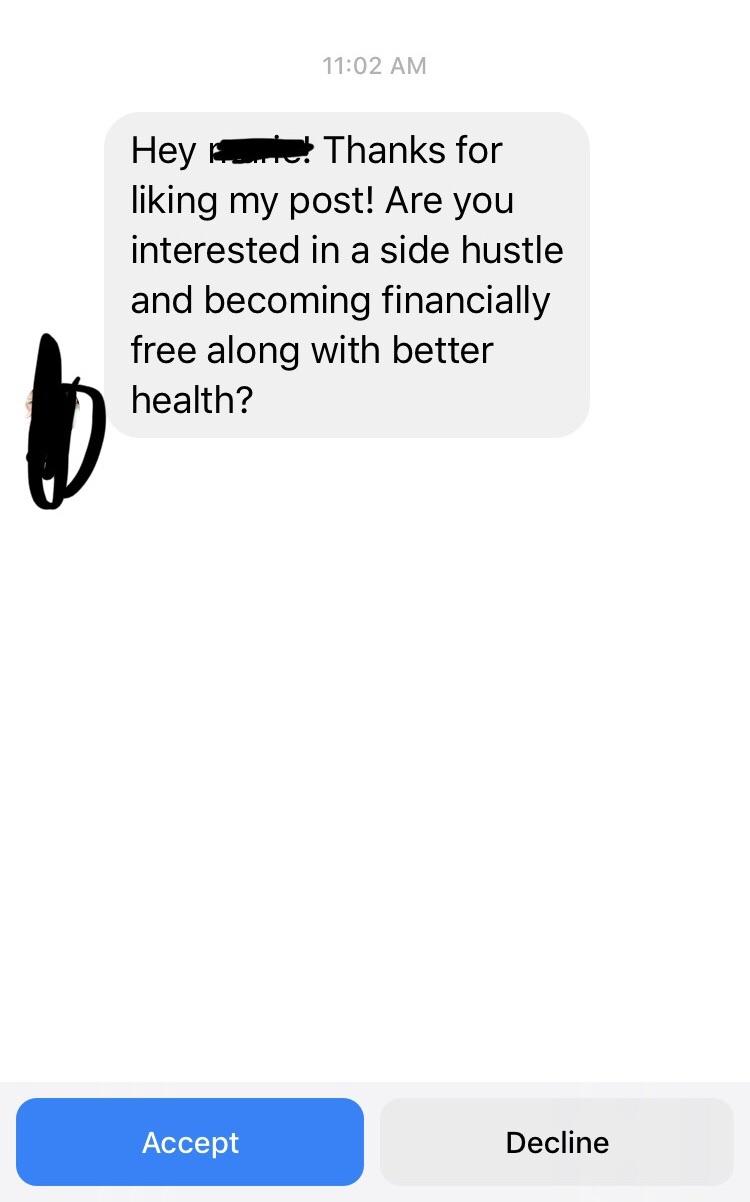 11:02 AM
Hey Thanks for
liking my post! Are you
interested in a side hustle
and becoming financially
free along with better
health?
Accept
Decline